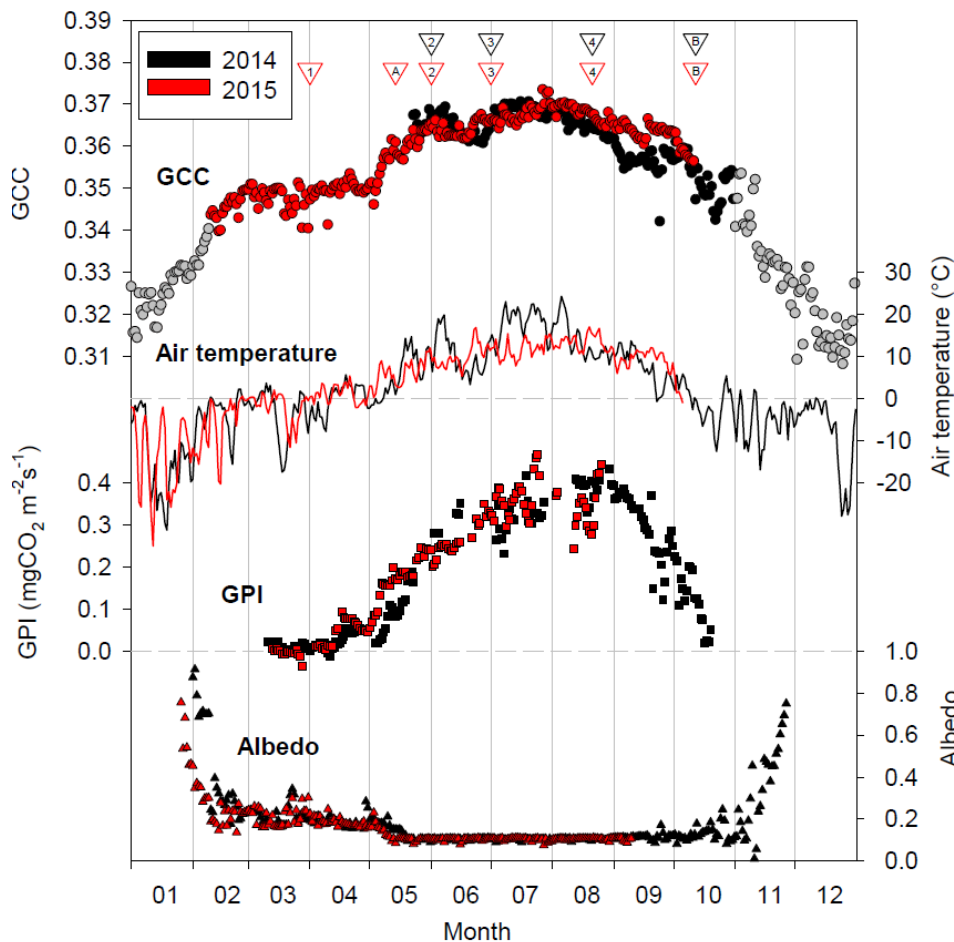 0.39
0.38
0.37
0.36
0.35
0.34
0.33
0.32
0.31
GCC
2014
2015
2 3 4 B
1 A 2 3 4 B
GCC
Air temperature
30
20
10
0
-10
-20
Air temperature (°C)
0.4
0.3
0.2
0.1
0.0
GPI (mgCO2 m-2s-1)
GPI
Albedo
1.0
0.8
0.6
0.4
0.2
0.0
Albedo
01 02 03 04 05 06 07 08 09 10 11 12
Month